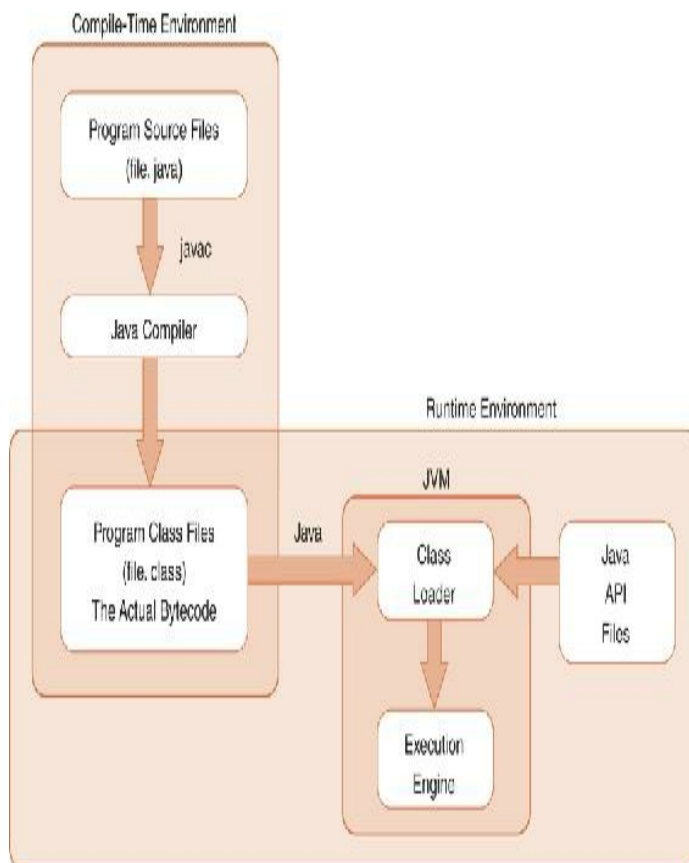 Compile-Time Environment
Program Source Files
(file. java)
javac
Java Compiler
Runtime Environment
JVM
Program Class Files
(file. class)
The Actual Bytecode
Java
Class
Loader
Java
API
Files
Execution
Engine